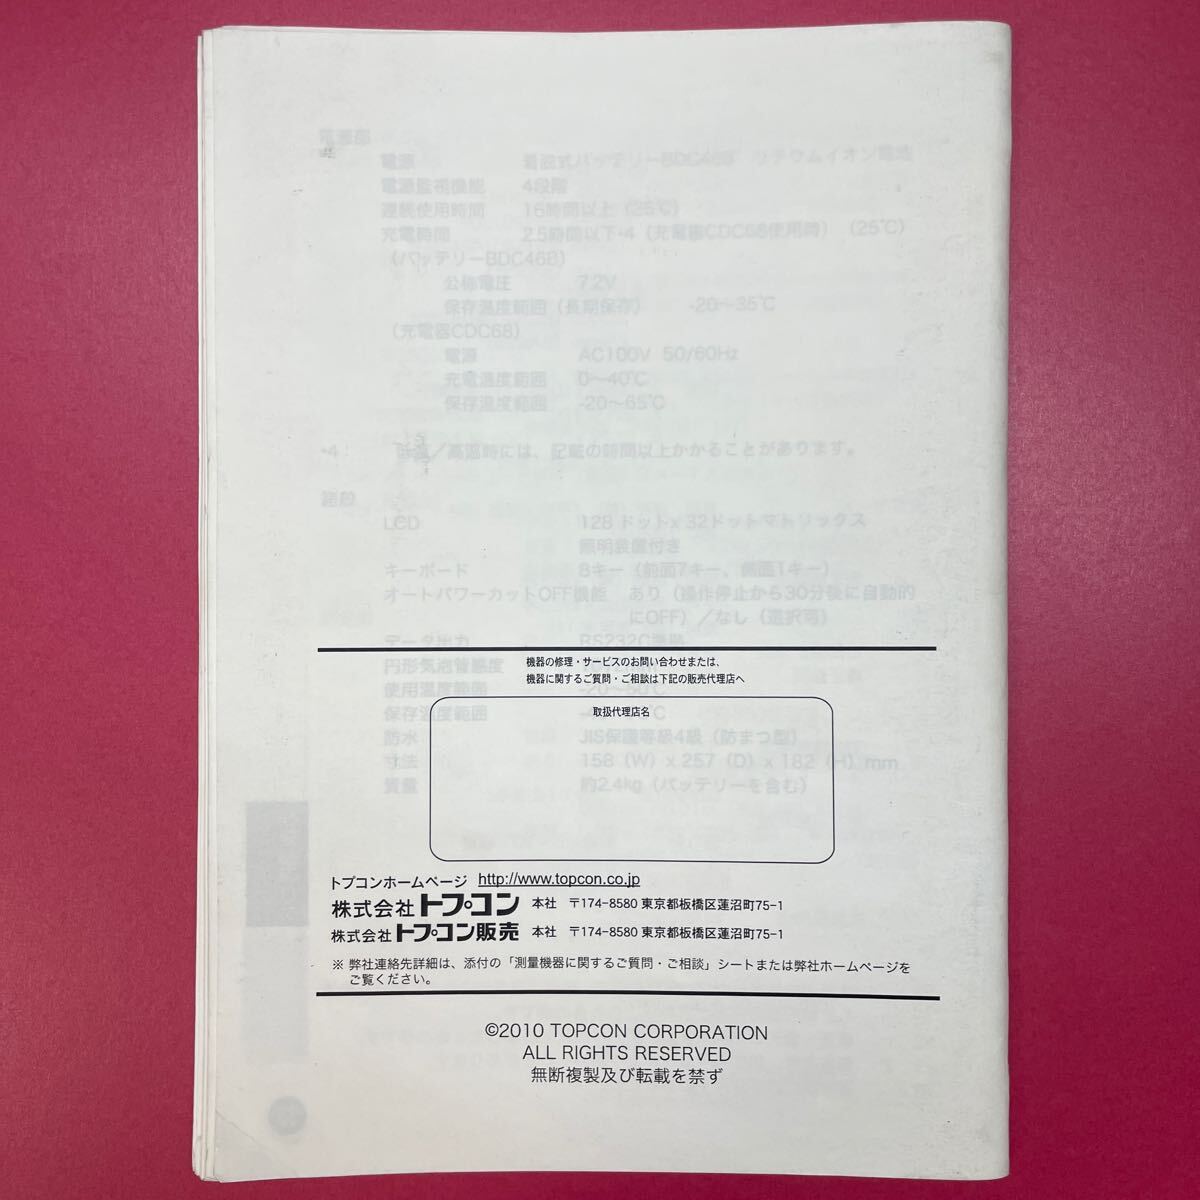 電源部
電源　着脱式バッテリーBDC46B　リチウムイオン電池
電源監視機能　4段階
連続使用時間　16時間以上（25℃）
充電時間　2.5時間以下*4（充電器CDC68使用時）（25℃）
（バッテリーBDC46B）
公称電圧　7.2V
保存温度範囲（長期保存）　-20～35℃
（充電器CDC68）
電源　AC100V 50/60Hz
充電温度範囲　0～40℃
保存温度範囲　-20～65℃
*4：　低温／高温時には、記載の時間以上かかることがあります。
諸般
LCD　128 ドットx 32ドットマトリックス
照明装置付き
キーボード　8キー（前面7キー、側面1キー）
オートパワーカットOFF機能　あり（操作停止から30分後に自動的
にOFF）／なし（選択可）
データ出力　RS232C準拠
機器の修理・サービスのお問い合わせまたは、
円形気泡管感度
機器に関するご質問・ご相談は下記の販売代理店へ
使用温度範囲　-20～50℃
取扱代理店名
保存温度範囲
防水　JIS保護等級4級（防まつ型）
寸法　158（W）x 257（D）x 182（H）mm
質量　約2.4kg（バッテリーを含む）
トプコンホームページ　http://www.topcon.co.jp
株式会社トプコン　本社　〒174-8580 東京都板橋区蓮沼町75-1
株式会社トプコン販売　本社　〒174-8580 東京都板橋区蓮沼町75-1
※ 弊社連絡先詳細は、添付の「測量機器に関するご質問・ご相談」シートまたは弊社ホームページを
ご覧ください。
©2010 TOPCON CORPORATION
ALL RIGHTS RESERVED
無断複製及び転載を禁ず